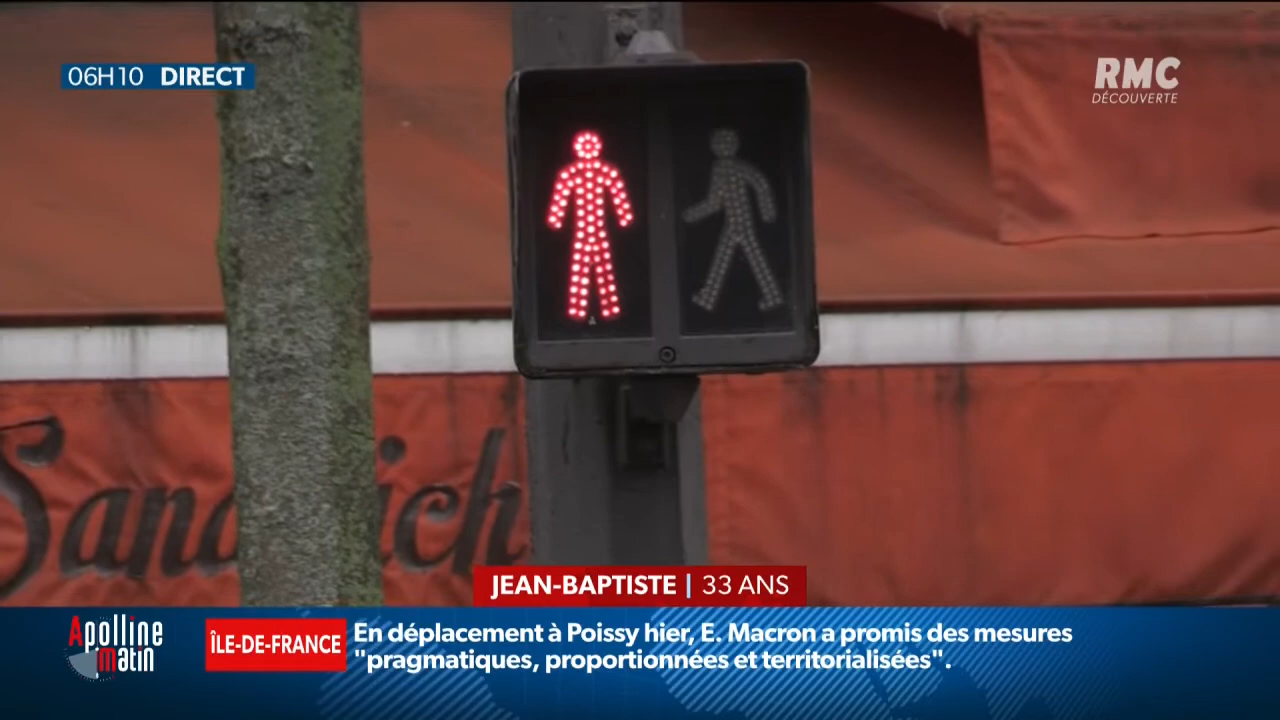 06H10 DIRECT
RMC
DÉCOUVERTE
Sandwich
JEAN-BAPTISTE | 33 ANS
Apolline
Matin
ÎLE-DE-FRANCE
En déplacement à Poissy hier, E. Macron a promis des mesures
"pragmatiques, proportionnées et territorialisées".